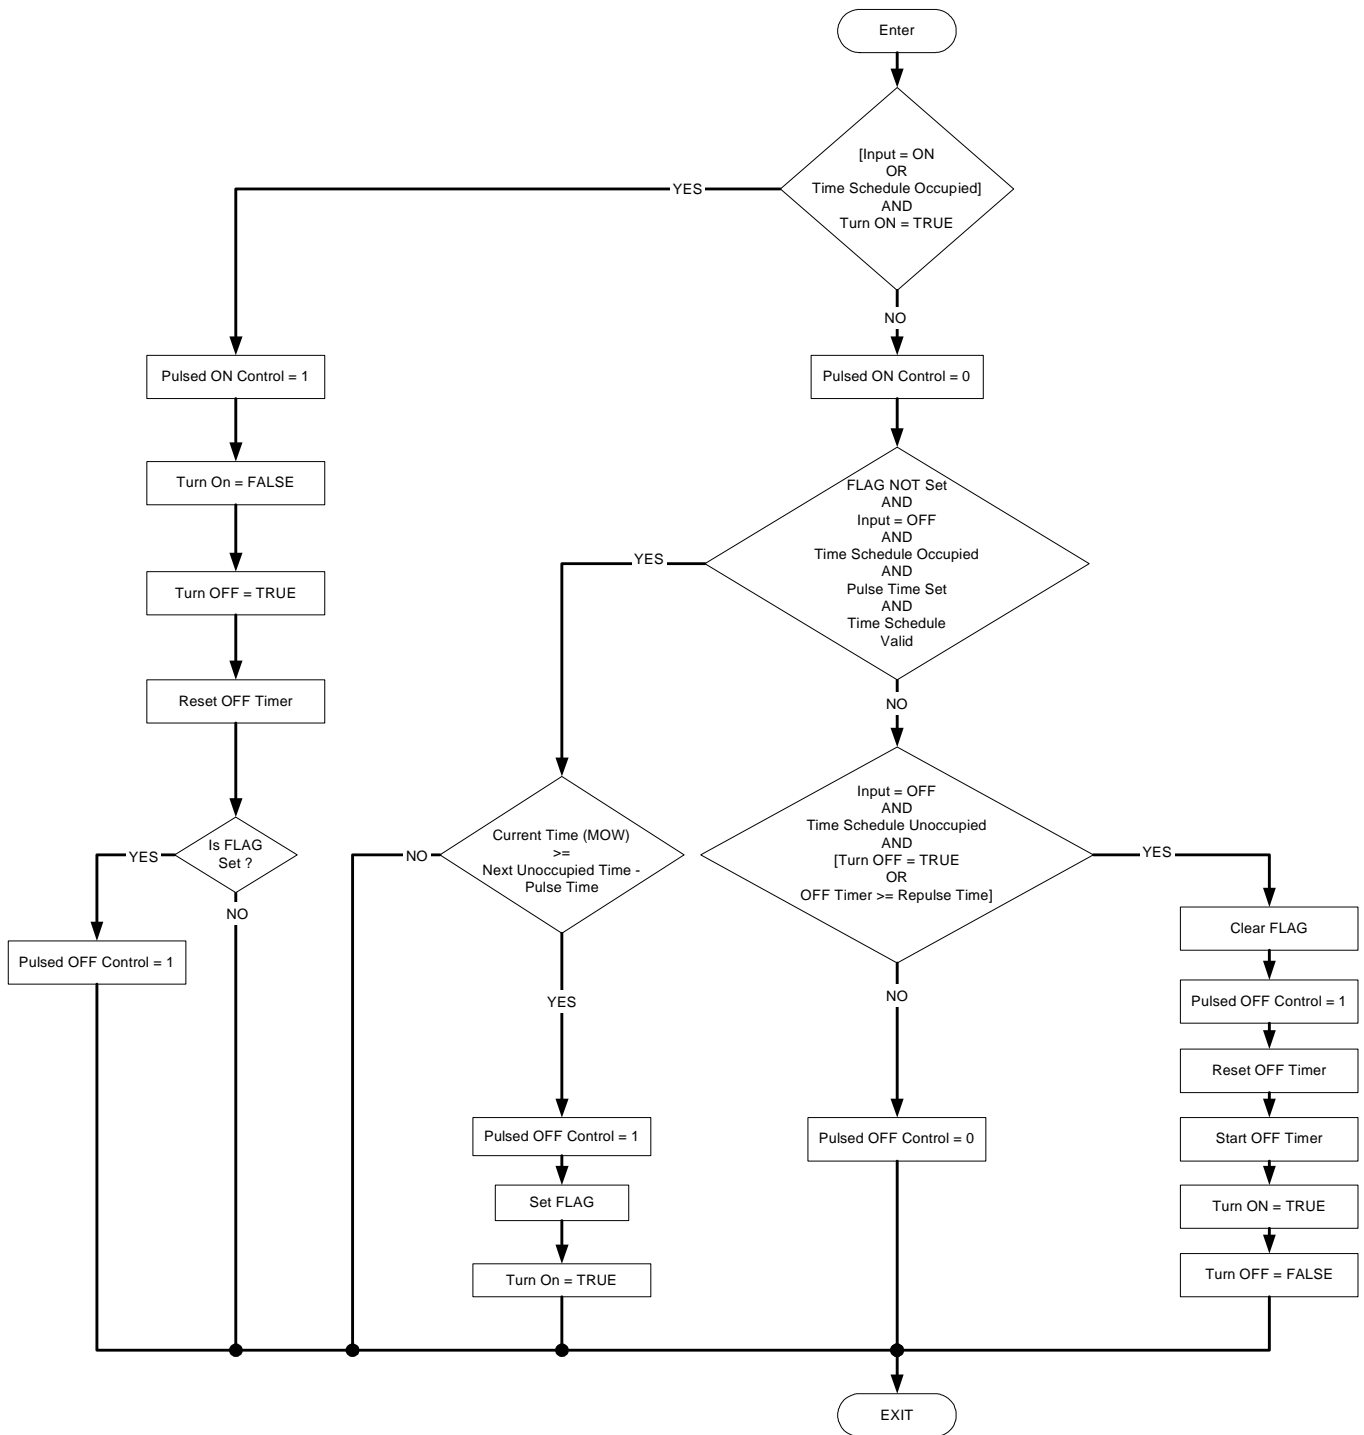 Enter
[Input = ON
OR
Time Schedule Occupied]
AND
Turn ON = TRUE
YES
NO
Pulsed ON Control = 1
Pulsed ON Control = 0
Turn On = FALSE
FLAG NOT Set
AND
Input = OFF
AND
Time Schedule Occupied
AND
Pulse Time Set
AND
Time Schedule
Valid
YES
Turn OFF = TRUE
Reset OFF Timer
NO
Is FLAG
Set ?
YES
NO
Pulsed OFF Control = 1
Current Time (MOW)
>=
Next Unoccupied Time -
Pulse Time
NO
YES
Input = OFF
AND
Time Schedule Unoccupied
AND
[Turn OFF = TRUE
OR
OFF Timer >= Repulse Time]
YES
NO
Clear FLAG
Pulsed OFF Control = 1
Reset OFF Timer
Start OFF Timer
Turn ON = TRUE
Turn OFF = FALSE
Pulsed OFF Control = 1
Set FLAG
Turn On = TRUE
Pulsed OFF Control = 0
EXIT